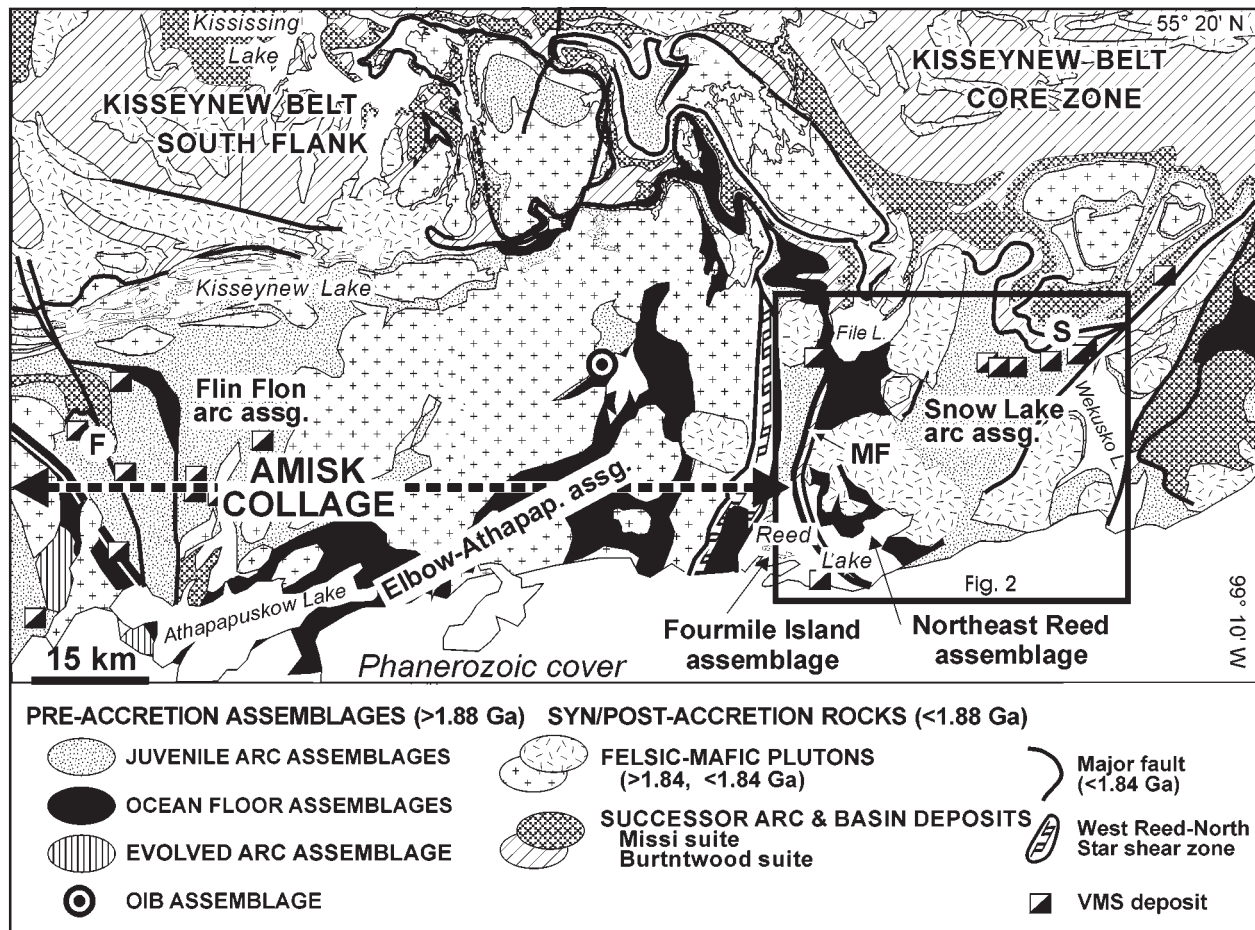 Kississing
Lake
55° 20' N
KISSEYNEW BELT
SOUTH FLANK
KISSEYNEW BELT
CORE ZONE
Kisseynew Lake
File L.
S
Flin Flon
arc assg.
Snow Lake
arc assg.
Wekusko L.
F
MF
AMISK
COLLAGE
Elbow-Athapap. assg.
Reed
Lake
Fig. 2
99° 10' W
Athapapuskow Lake
Fourmile Island
assemblage
Northeast Reed
assemblage
15 km
Phanerozoic cover
PRE-ACCRETION ASSEMBLAGES (>1.88 Ga)
JUVENILE ARC ASSEMBLAGES
OCEAN FLOOR ASSEMBLAGES
EVOLVED ARC ASSEMBLAGE
OIB ASSEMBLAGE
SYN/POST-ACCRETION ROCKS (<1.88 Ga)
FELSIC-MAFIC PLUTONS
(>1.84, <1.84 Ga)
SUCCESSOR ARC & BASIN DEPOSITS
Missi suite
Burtntwood suite
Major fault
(<1.84 Ga)
West Reed-North
Star shear zone
VMS deposit